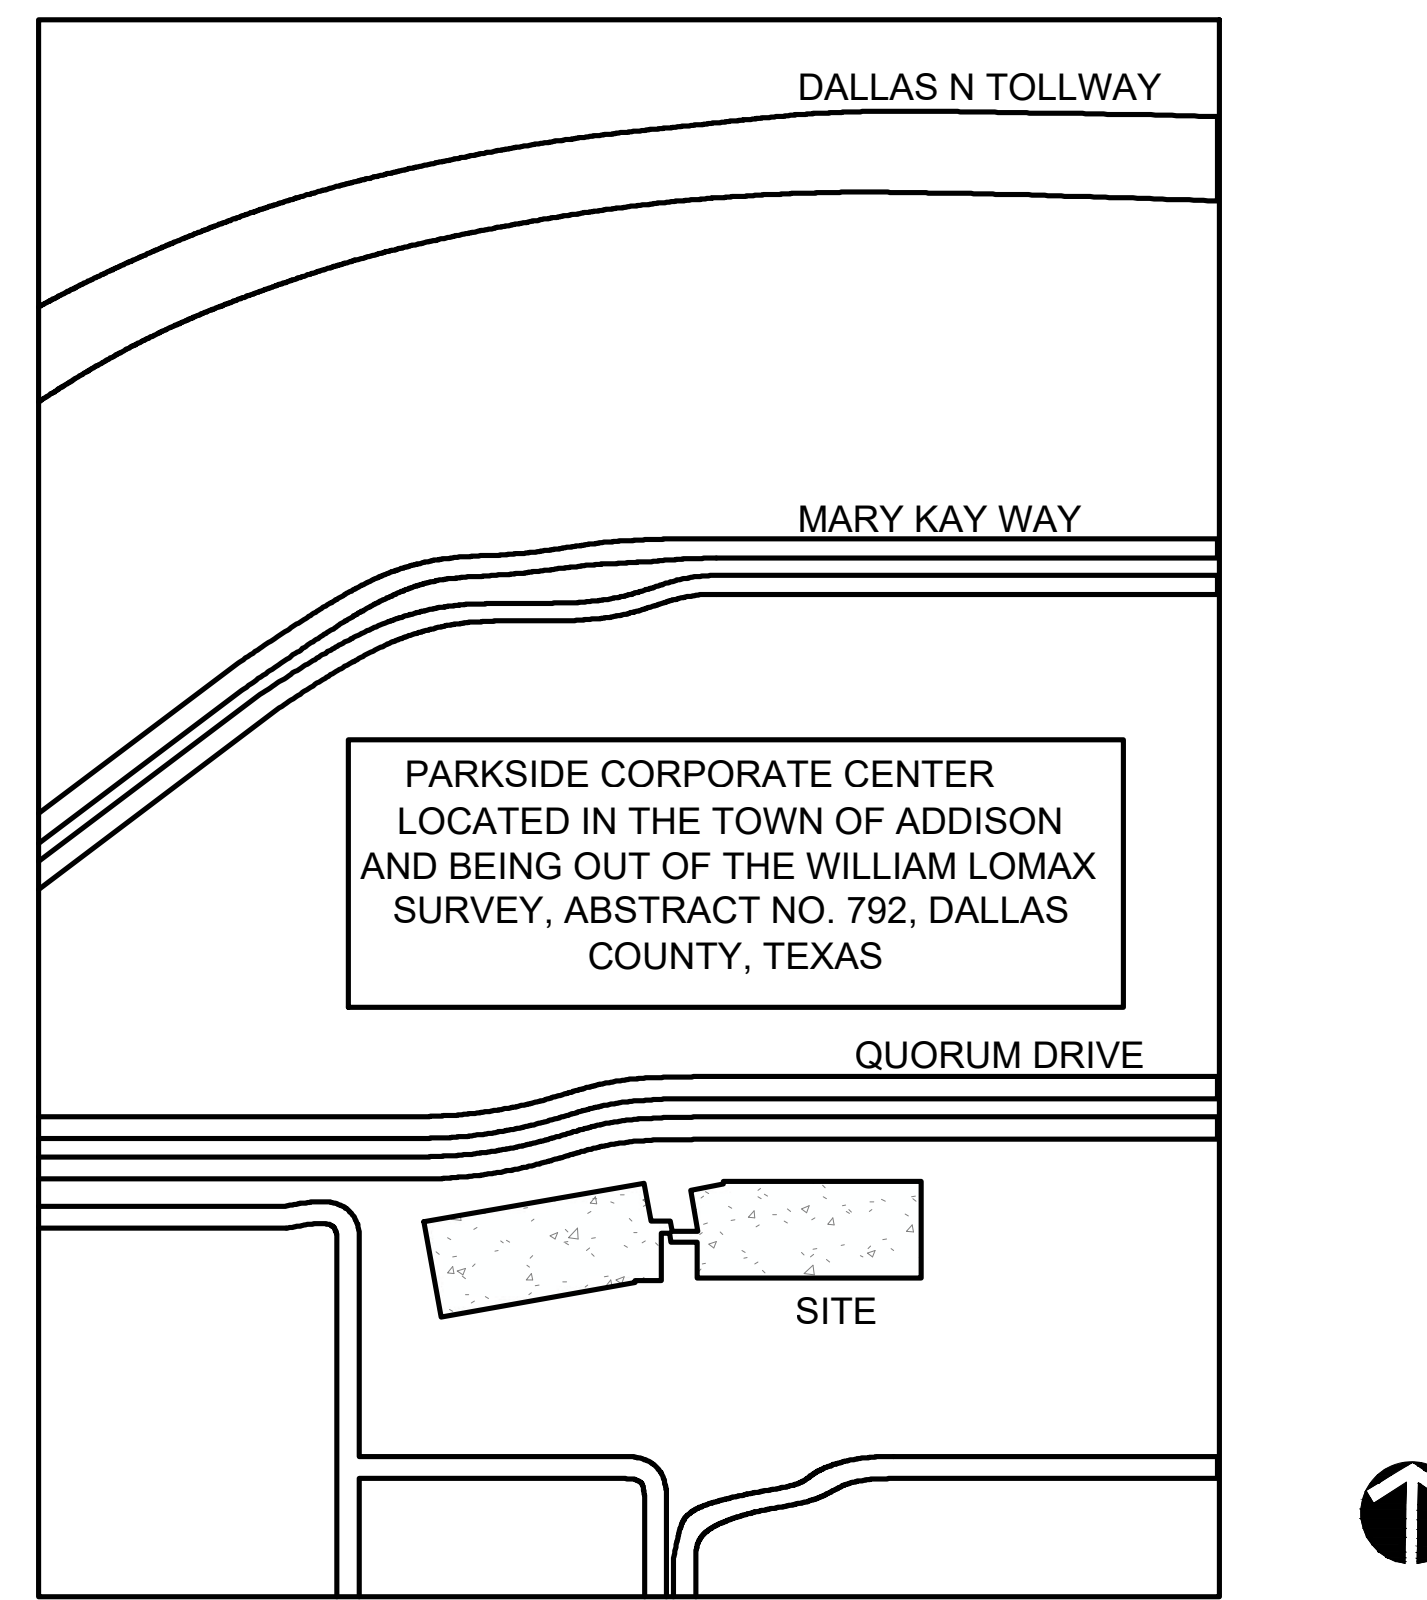 DALLAS N TOLLWAY
MARY KAY WAY
PARKSIDE CORPORATE CENTER
LOCATED IN THE TOWN OF ADDISON
AND BEING OUT OF THE WILLIAM LOMAX
SURVEY, ABSTRACT NO. 792, DALLAS
COUNTY, TEXAS
QUORUM DRIVE
SITE